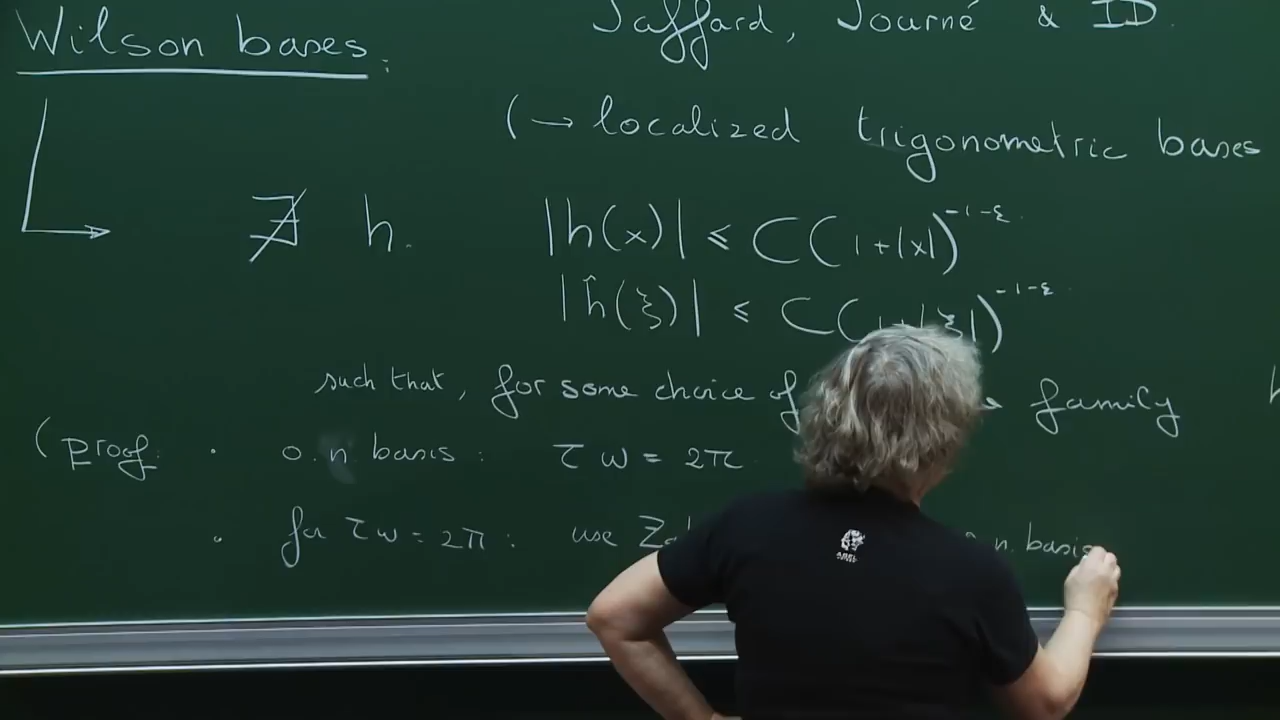 Wilson bases:
Jaffard, Journé & ID.
(→ localized trigonometric bases
∄ h. |h(x)| ≤ C(1+|x|)^{-1-ε}.
|ĥ(ξ)| ≤ C(1+|ξ|)^{-1-ε}.
such that, for some choice of family h
(proof. · o.n basis: τω = 2π
· for τω = 2π: use n. basis